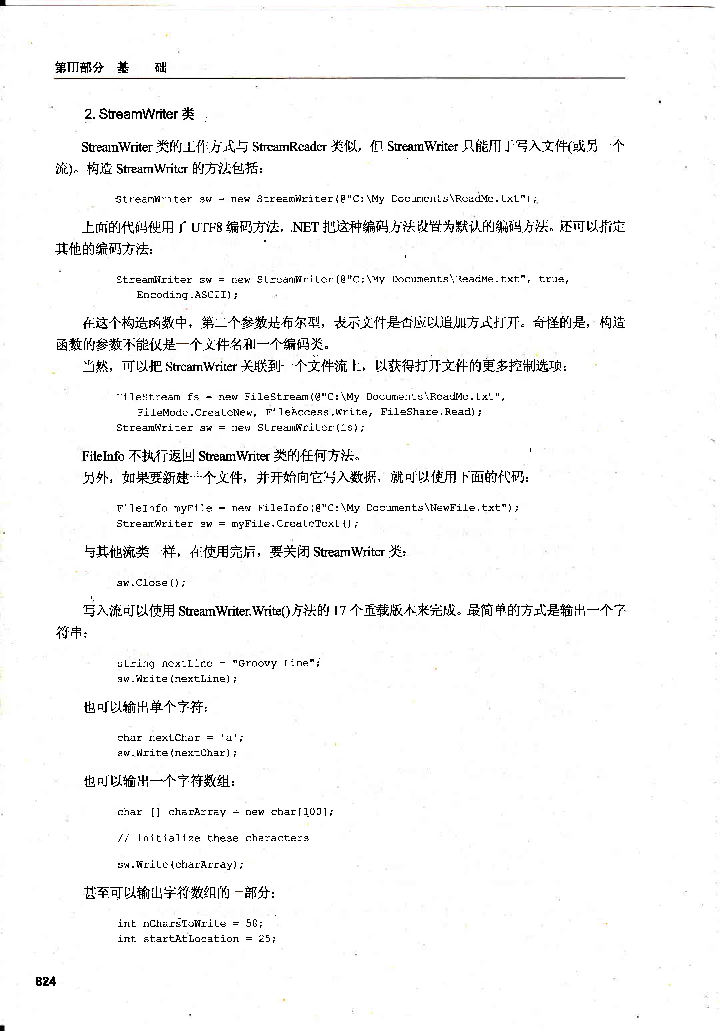 第III部分 基 础
2. StreamWriter 类
StreamWriter 类的工作方式与 StreamReader 类似，但 StreamWriter 只能用于写入文件(或另一个
流)。构造 StreamWriter 的方法包括：
StreamWriter sw = new StreamWriter(@"C:\My Documents\ReadMe.txt");
上面的代码使用了 UTF8 编码方法，.NET 把这种编码方法设置为默认的编码方法。还可以指定
其他的编码方法：
StreamWriter sw = new StreamWriter(@"C:\My Documents\ReadMe.txt", true,
Encoding.ASCII);
在这个构造函数中，第二个参数是布尔型，表示文件是否应以追加方式打开。奇怪的是，构造
函数的参数不能仅是一个文件名和一个编码类。
当然，可以把 StreamWriter 关联到一个文件流上，以获得打开文件的更多控制选项：
FileStream fs = new FileStream(@"C:\My Documents\ReadMe.txt",
FileMode.CreateNew, FileAccess.Write, FileShare.Read);
StreamWriter sw = new StreamWriter(fs);
FileInfo 不执行返回 StreamWriter 类的任何方法。
另外，如果要新建一个文件，并开始向它写入数据，就可以使用下面的代码：
FileInfo myFile = new FileInfo(@"C:\My Documents\NewFile.txt");
StreamWriter sw = myFile.CreateText();
与其他流类一样，在使用完后，要关闭 StreamWriter 类：
sw.Close();
写入流可以使用 StreamWriter.Write()方法的 17 个重载版本来完成。最简单的方式是输出一个字
符串：
string nextLine = "Groovy Line";
sw.Write(nextLine);
也可以输出单个字符：
char nextChar = 'a';
sw.Write(nextChar);
也可以输出一个字符数组：
char [] charArray = new char[100];
// initialize these characters
sw.Write(charArray);
甚至可以输出字符数组的一部分：
int nCharsToWrite = 50;
int startAtLocation = 25;
824